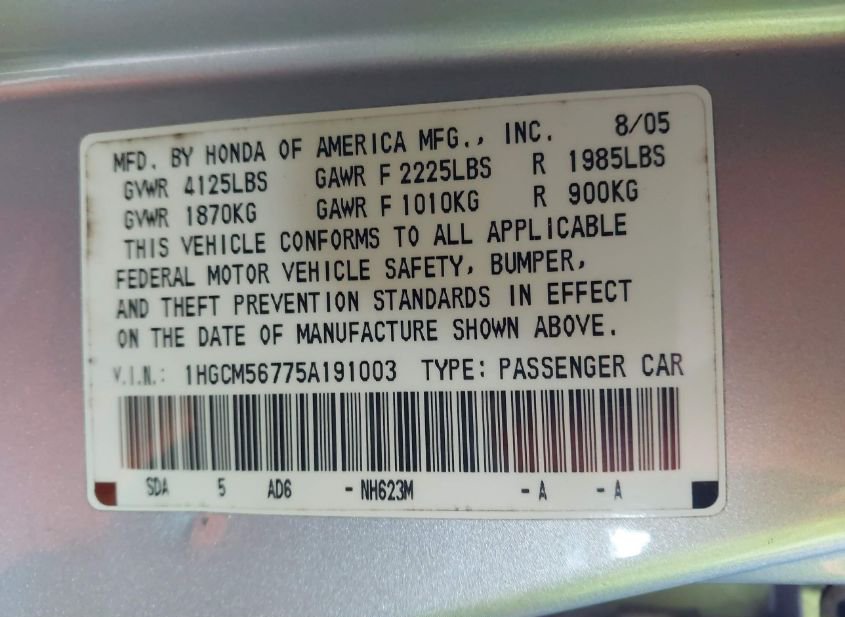 MFD. BY HONDA OF AMERICA MFG., INC. 8/05
GVWR 4125LBS GAWR F 2225LBS R 1985LBS
GVWR 1870KG GAWR F 1010KG R 900KG
THIS VEHICLE CONFORMS TO ALL APPLICABLE
FEDERAL MOTOR VEHICLE SAFETY, BUMPER,
AND THEFT PREVENTION STANDARDS IN EFFECT
ON THE DATE OF MANUFACTURE SHOWN ABOVE.
V.I.N.: 1HGCM56775A191003 TYPE: PASSENGER CAR
SDA 5 AD6 - NH623M - A - A